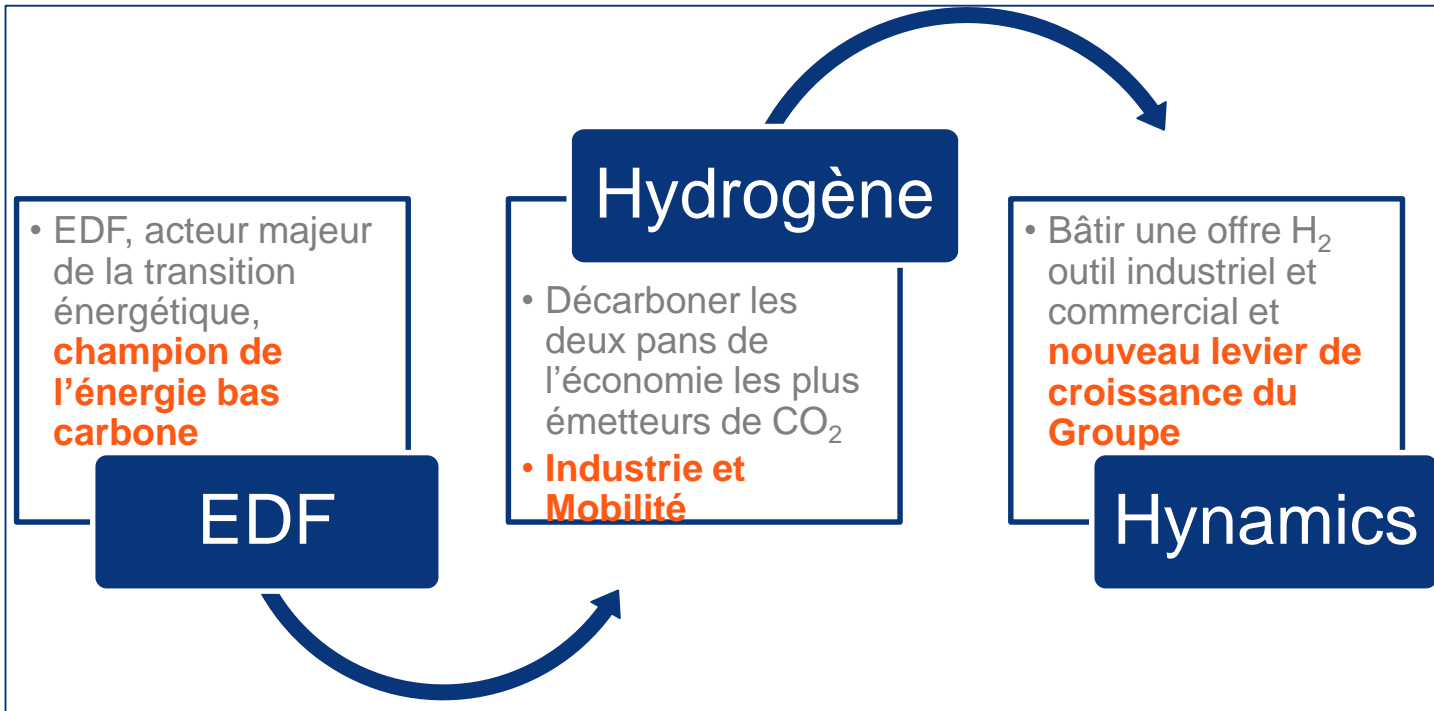 • EDF, acteur majeur
de la transition
énergétique,
champion de
l’énergie bas
carbone
EDF
Hydrogène
• Décarboner les
deux pans de
l’économie les plus
émetteurs de CO₂
• Industrie et
Mobilité
• Bâtir une offre H₂
outil industriel et
commercial et
nouveau levier de
croissance du
Groupe
Hynamics